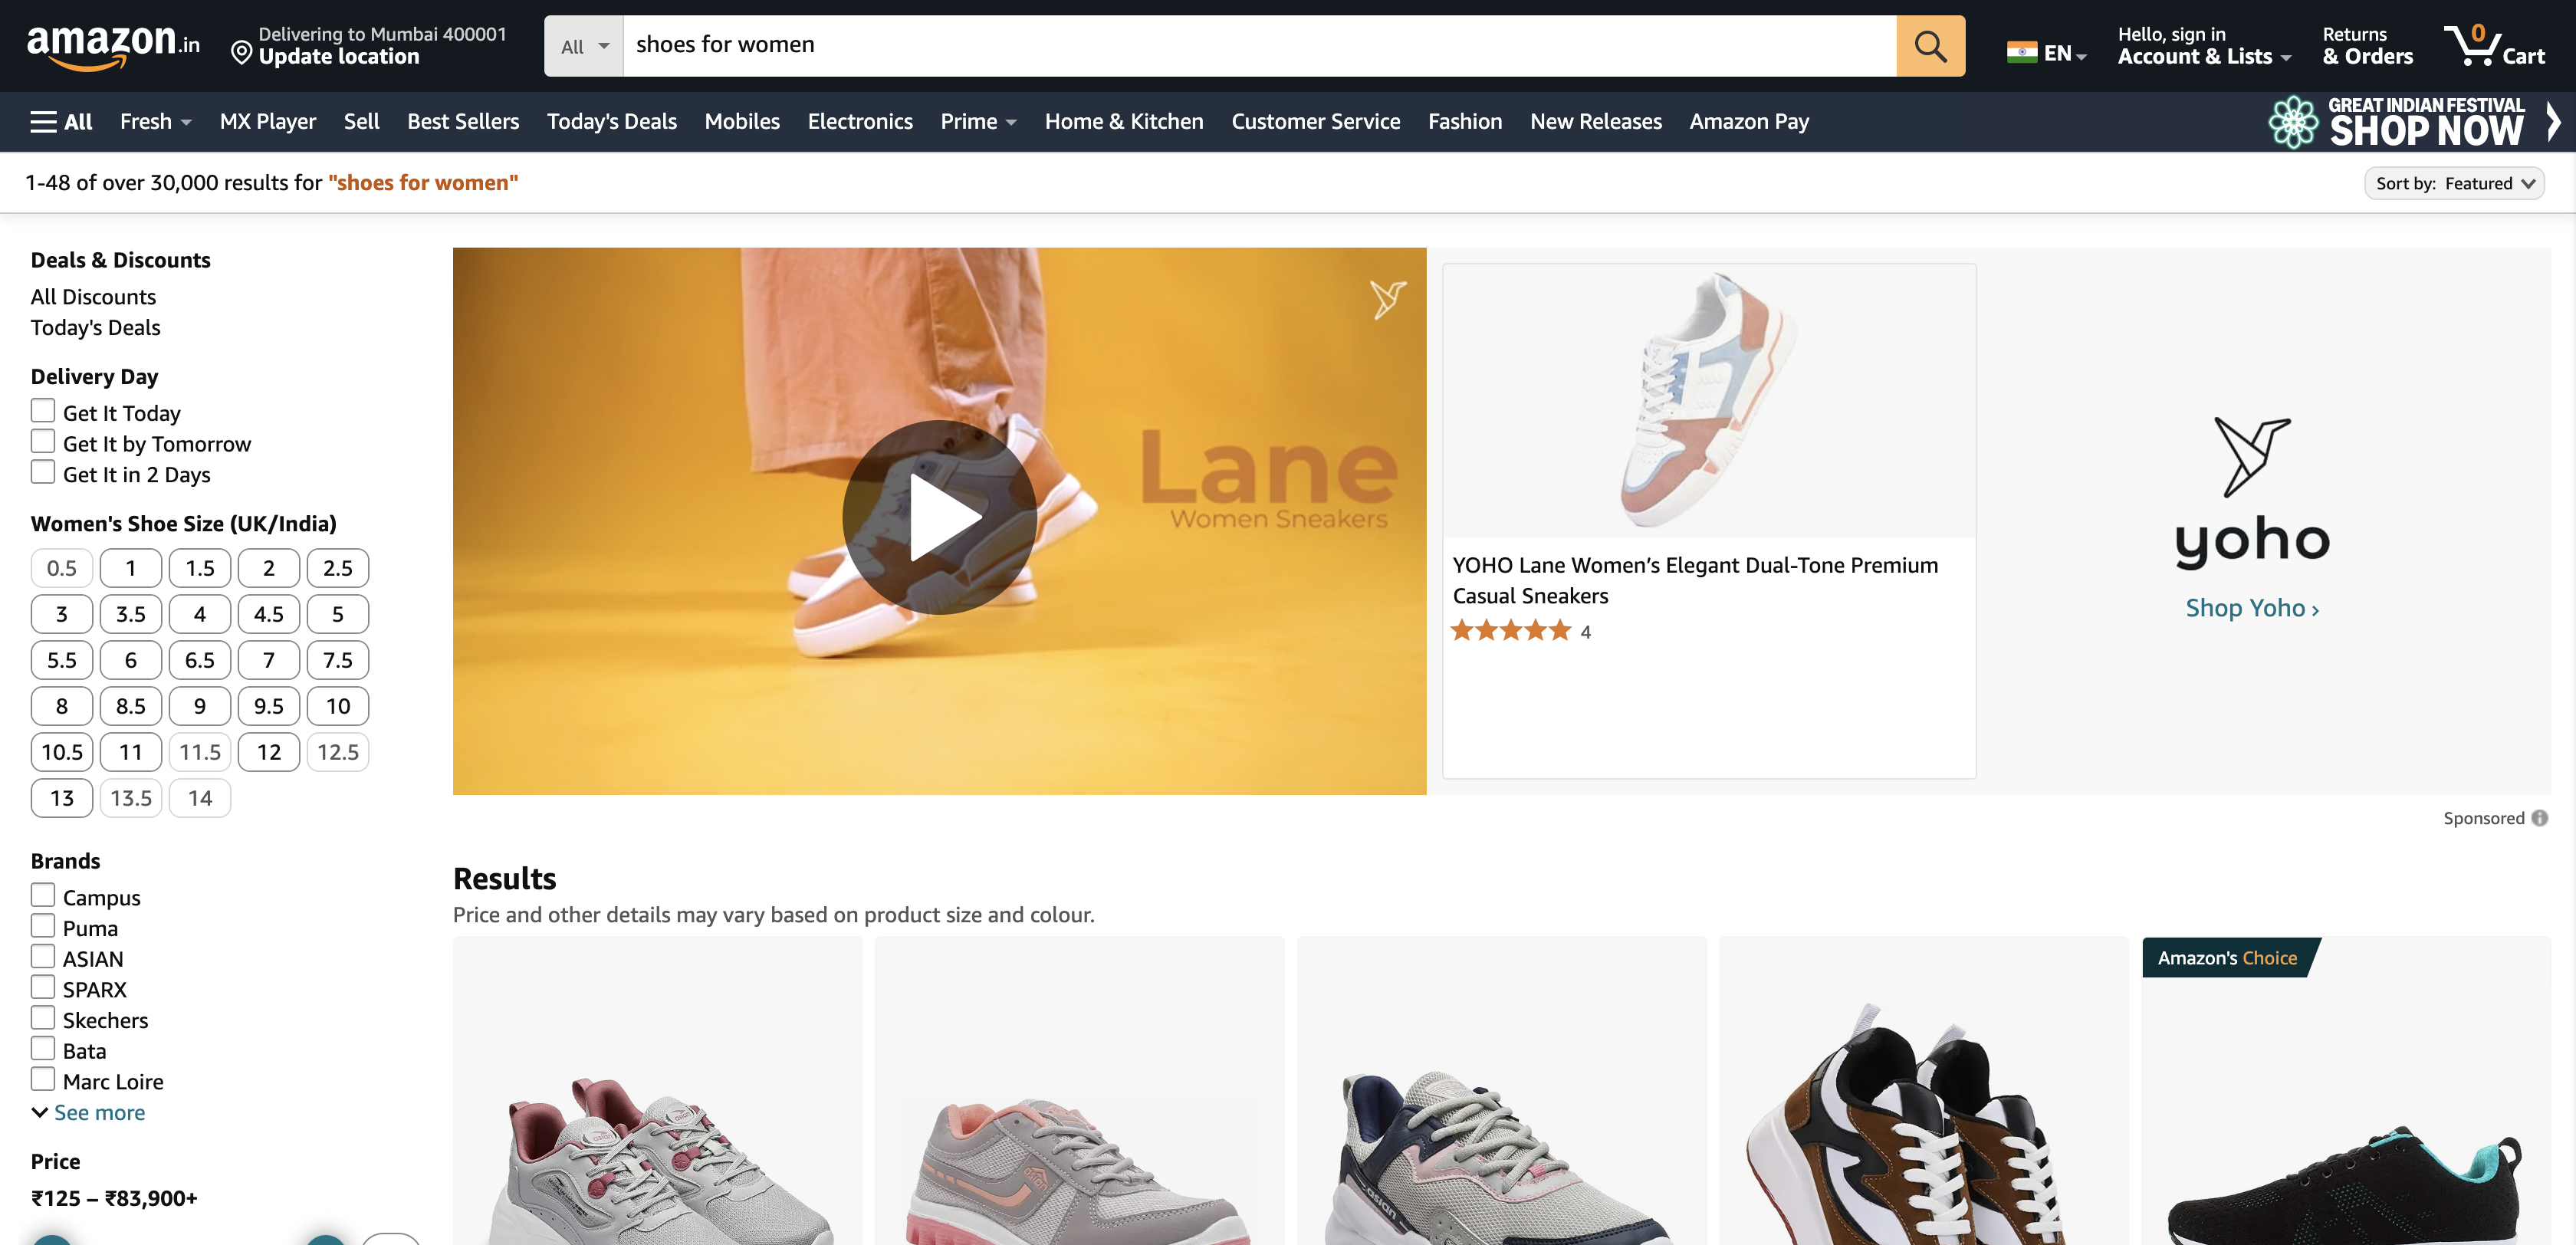 amazon.in
Delivering to Mumbai 400001
Update location
All
shoes for women
EN
Hello, sign in
Account & Lists
Returns
& Orders
0
Cart
All
Fresh
MX Player
Sell
Best Sellers
Today's Deals
Mobiles
Electronics
Prime
Home & Kitchen
Customer Service
Fashion
New Releases
Amazon Pay
GREAT INDIAN FESTIVAL
SHOP NOW
1-48 of over 30,000 results for "shoes for women"
Sort by: Featured
Deals & Discounts
All Discounts
Today's Deals
Delivery Day
Get It Today
Get It by Tomorrow
Get It in 2 Days
Women's Shoe Size (UK/India)
0.5 1 1.5 2 2.5
3 3.5 4 4.5 5
5.5 6 6.5 7 7.5
8 8.5 9 9.5 10
10.5 11 11.5 12 12.5
13 13.5 14
Brands
Campus
Puma
ASIAN
SPARX
Skechers
Bata
Marc Loire
See more
Price
₹125 – ₹83,900+
Lane
Women Sneakers
YOHO Lane Women’s Elegant Dual-Tone Premium
Casual Sneakers
4
yoho
Shop Yoho ›
Sponsored
Results
Price and other details may vary based on product size and colour.
Amazon's Choice
asian